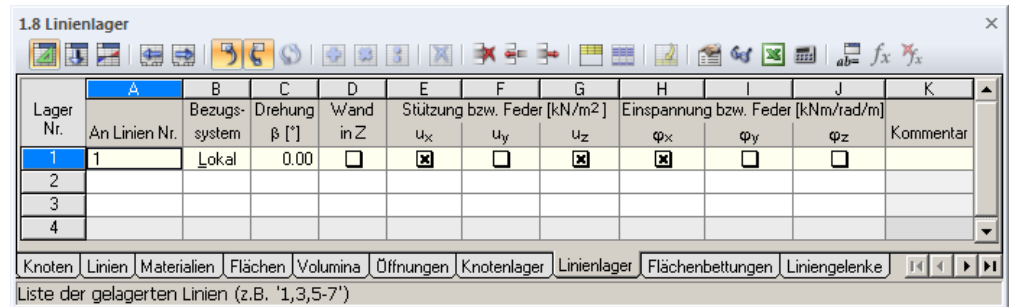 1.8 Linienlager
A B C D E F G H I J K
Lager Nr. An Linien Nr. Bezugs-system Drehung β [°] Wand in Z Stützung bzw. Feder [kN/m²] Einspannung bzw. Feder [kNm/rad/m]
uX uy uz φX φy φz Kommentar
1 1 Lokal 0.00
2
3
4
Knoten Linien Materialien Flächen Volumina Öffnungen Knotenlager Linienlager Flächenbettungen Liniengelenke
Liste der gelagerten Linien (z.B. '1,3,5-7')